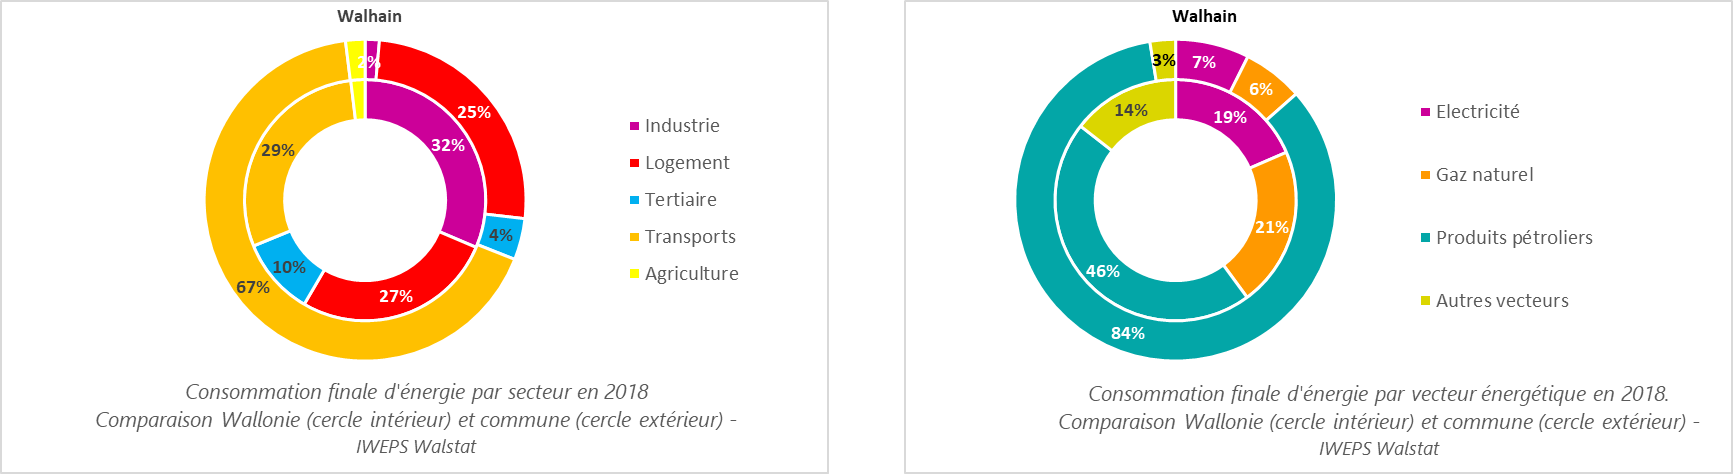 Walhain
2%
25%
32%
29%
4%
10%
67%
27%
Industrie
Logement
Tertiaire
Transports
Agriculture
Consommation finale d'énergie par secteur en 2018
Comparaison Wallonie (cercle intérieur) et commune (cercle extérieur) -
IWEPS Walstat
Walhain
3%
7%
6%
14%
19%
21%
46%
84%
Electricité
Gaz naturel
Produits pétroliers
Autres vecteurs
Consommation finale d'énergie par vecteur énergétique en 2018.
Comparaison Wallonie (cercle intérieur) et commune (cercle extérieur) -
IWEPS Walstat